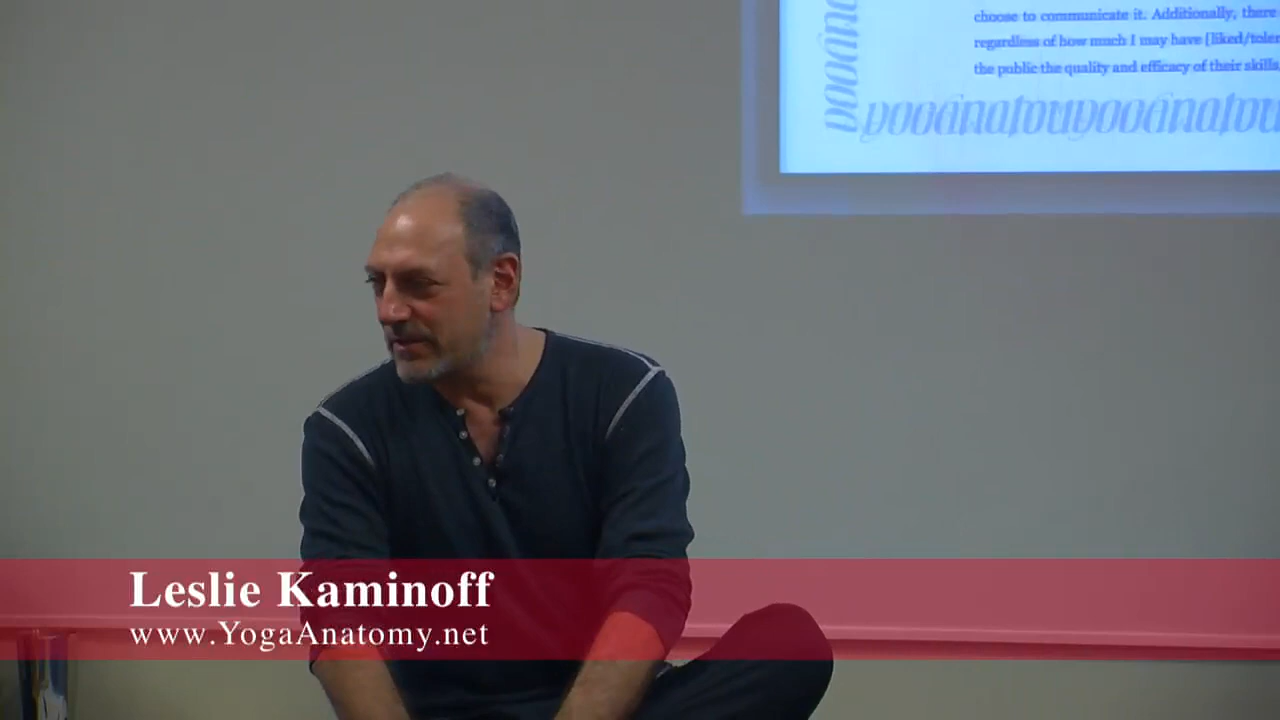 choose to communicate it. Additionally, there
regardless of how much I may have [liked/toler
the public the quality and efficacy of their skills,
Leslie Kaminoff
www.YogaAnatomy.net